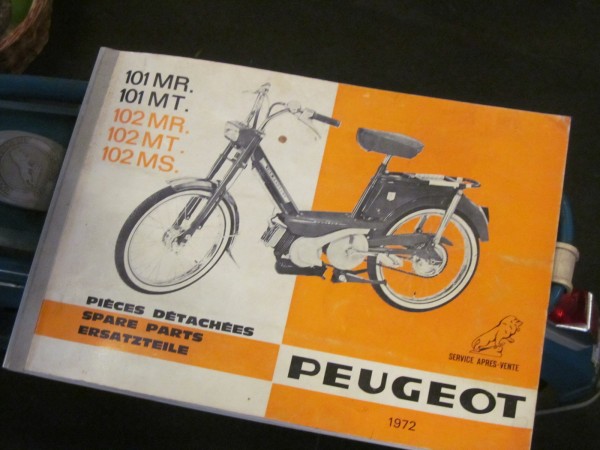 101 MR.
101 MT.
102 MR.
102 MT.
102 MS.
PIÈCES DÉTACHÉES
SPARE PARTS
ERSATZTEILE
SERVICE APRES-VENTE
PEUGEOT
1972